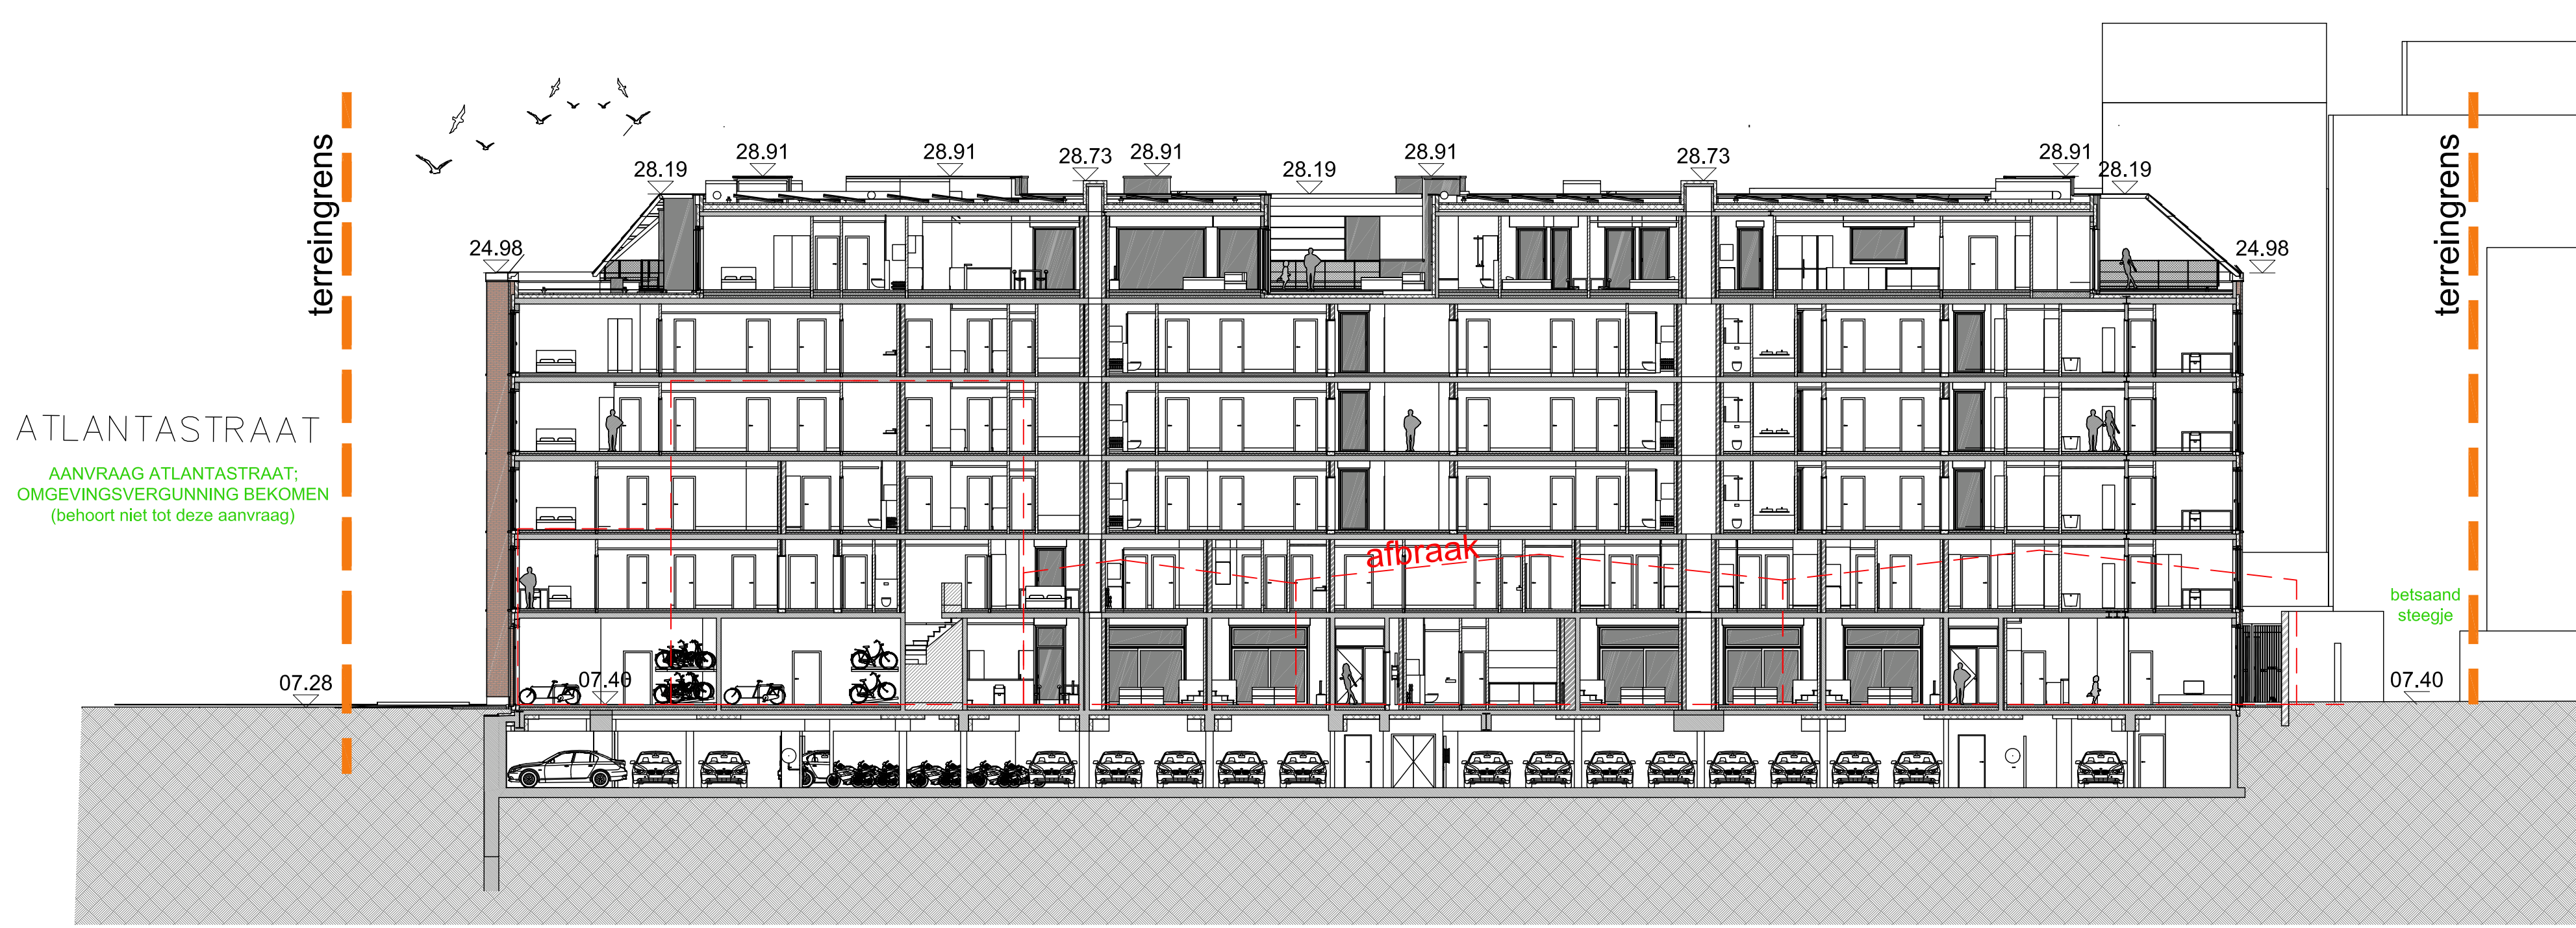 terreingrens
28.19
28.91
28.91
28.73
28.91
28.19
28.91
28.73
28.91
28.19
terreingrens
24.98
24.98
ATLANTASTRAAT
AANVRAAG ATLANTASTRAAT;
OMGEVINGSVERGUNNING BEKOMEN
(behoort niet tot deze aanvraag)
afbraak
betsaand
steegje
07.28
07.40
07.40